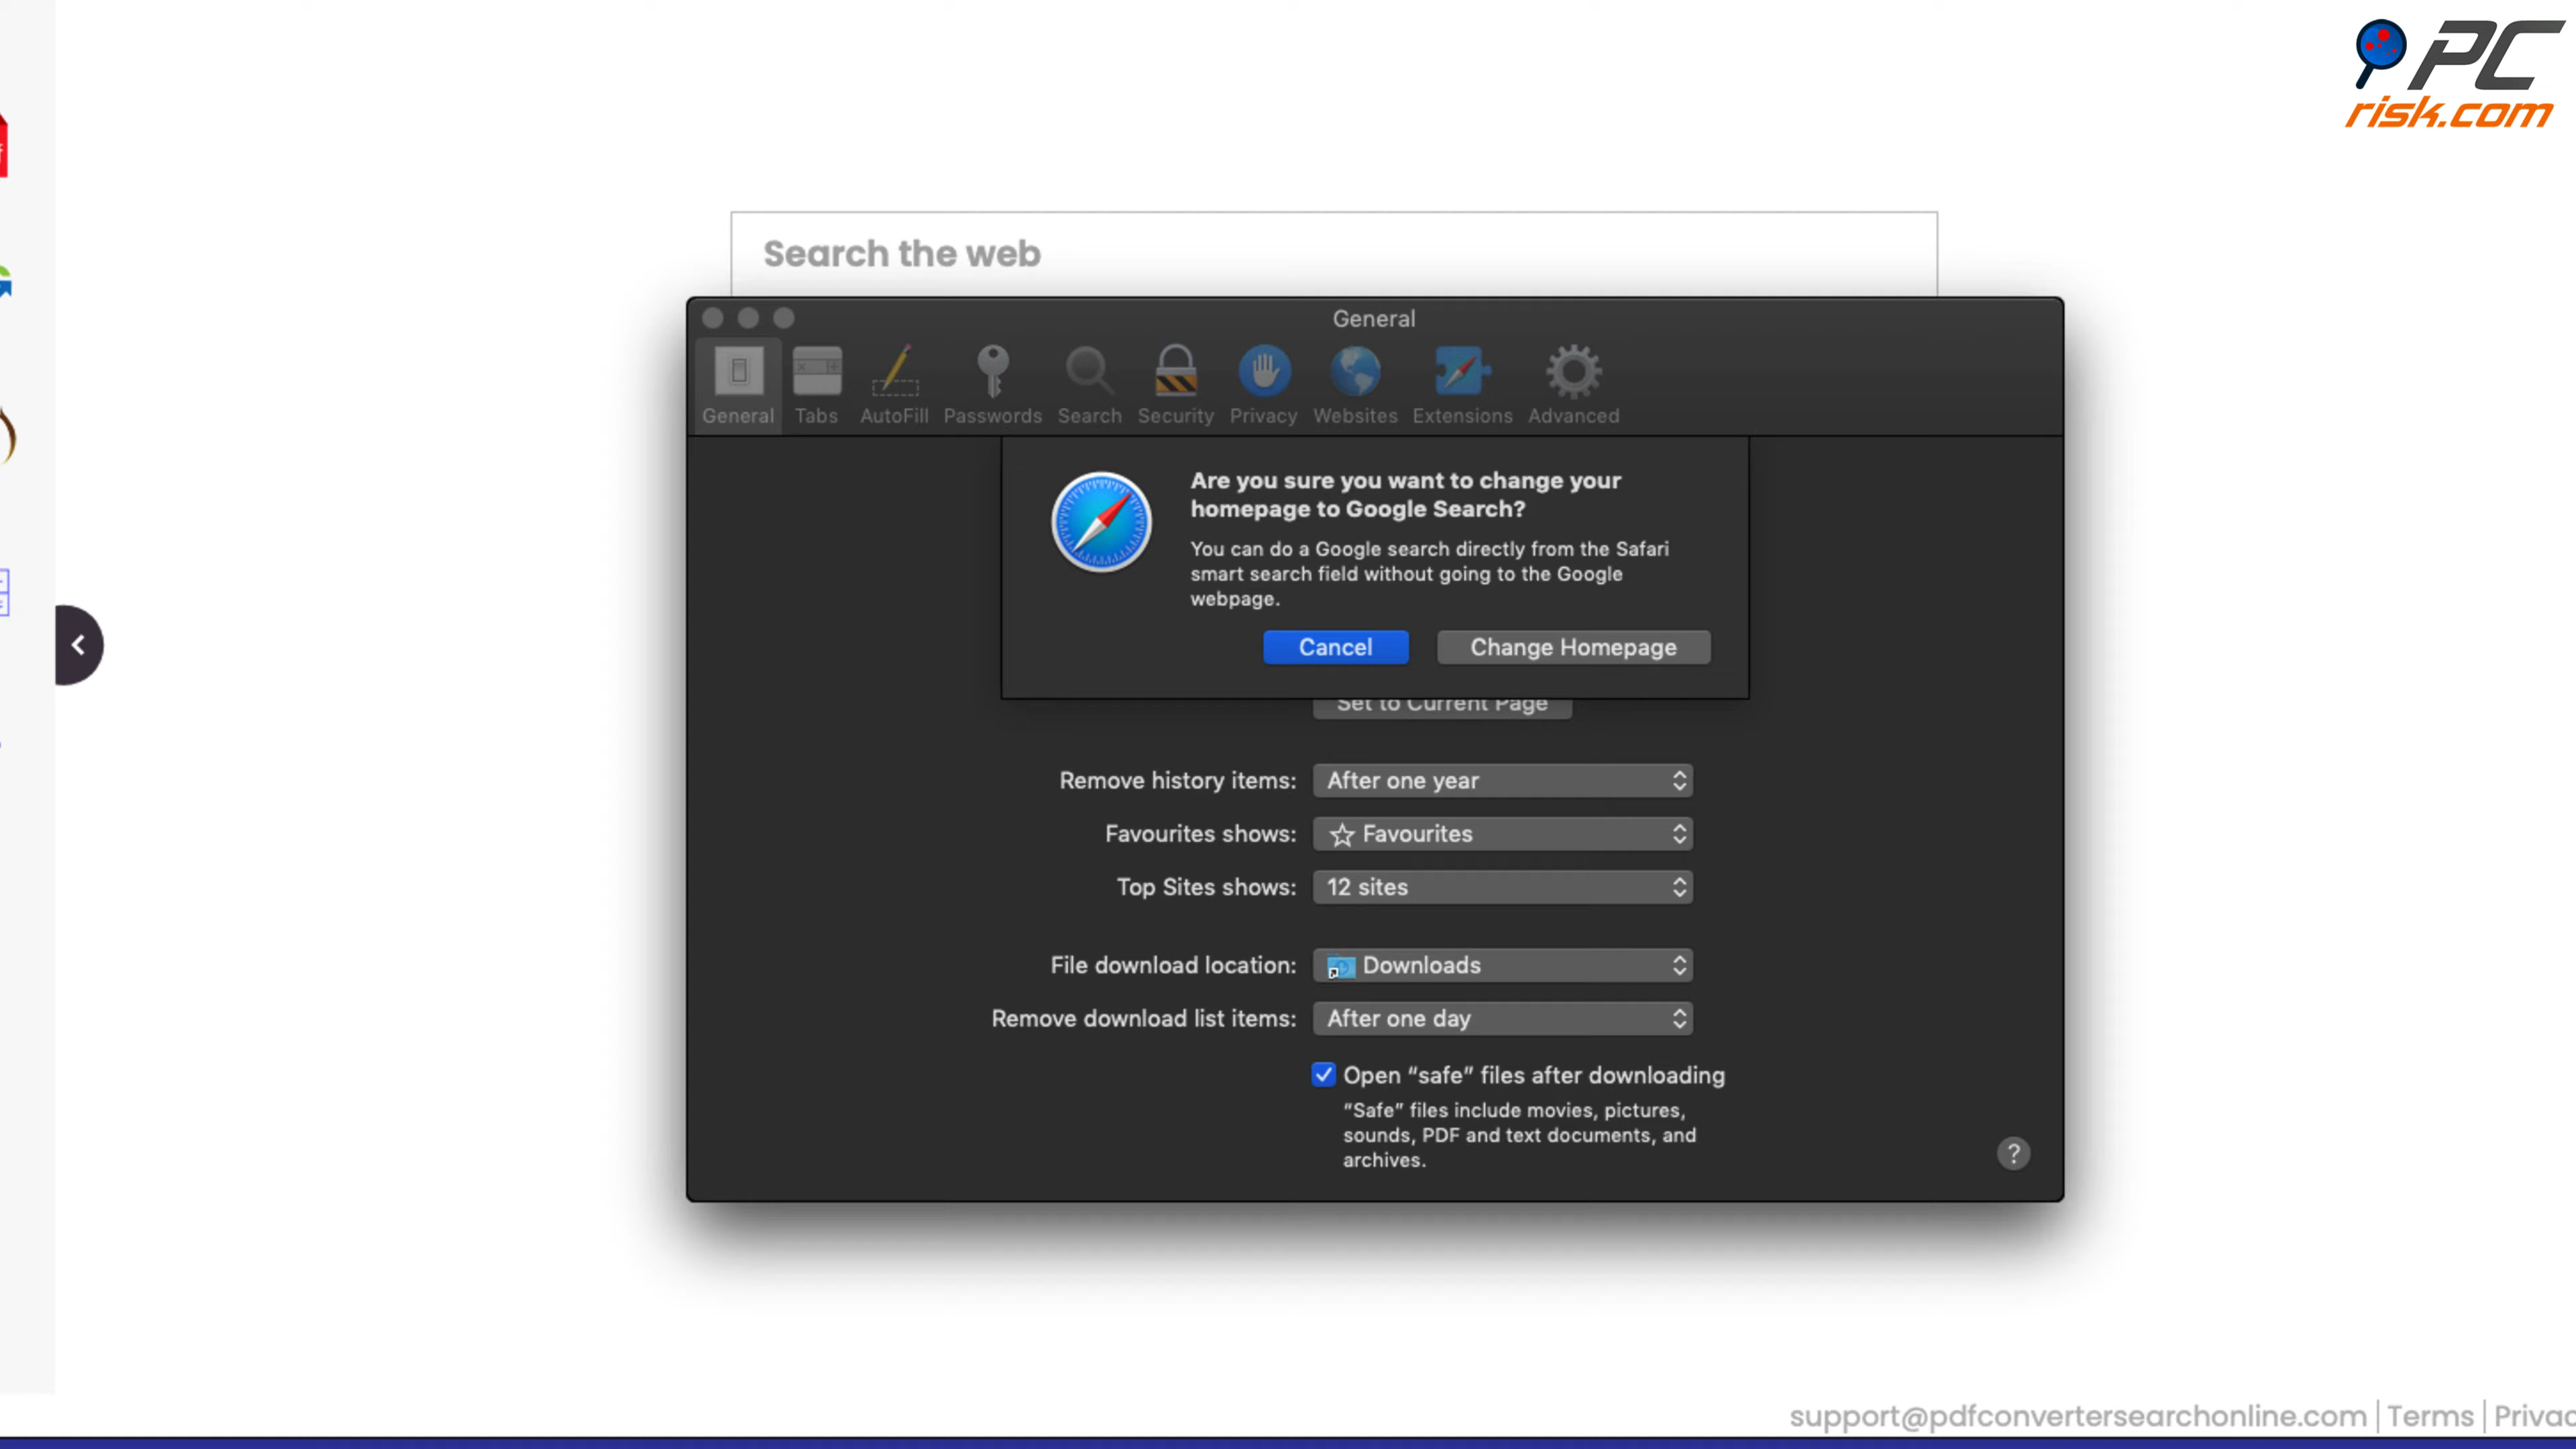 PC
risk.com
Search the web
General
General Tabs AutoFill Passwords Search Security Privacy Websites Extensions Advanced
Are you sure you want to change your
homepage to Google Search?
You can do a Google search directly from the Safari
smart search field without going to the Google
webpage.
Cancel Change Homepage
Set to Current Page
Remove history items: After one year
Favourites shows: Favourites
Top Sites shows: 12 sites
File download location: Downloads
Remove download list items: After one day
Open “safe” files after downloading
“Safe” files include movies, pictures,
sounds, PDF and text documents, and
archives.
?
support@pdfconvertersearchonline.com | Terms |